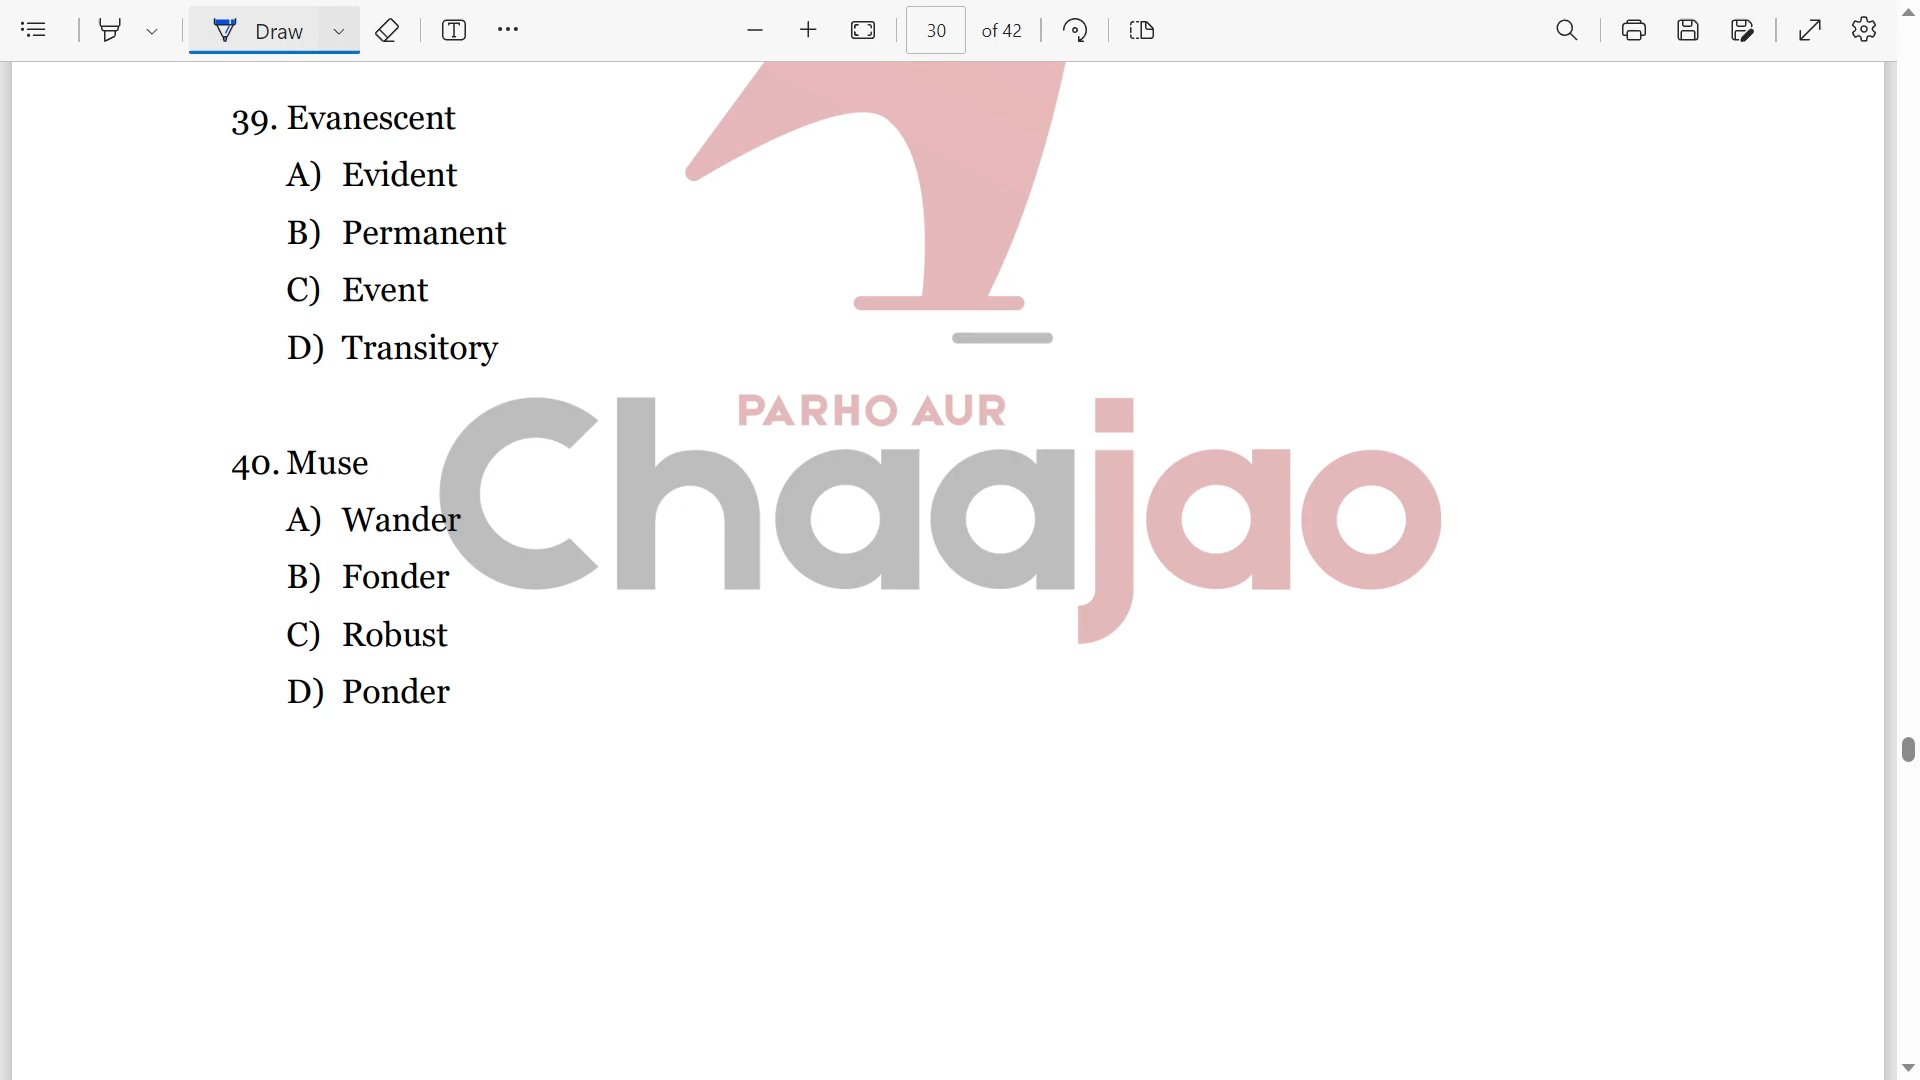 Draw
30 of 42
39. Evanescent
A) Evident
B) Permanent
C) Event
D) Transitory
PARHO AUR
Chaajao
40. Muse
A) Wander
B) Fonder
C) Robust
D) Ponder